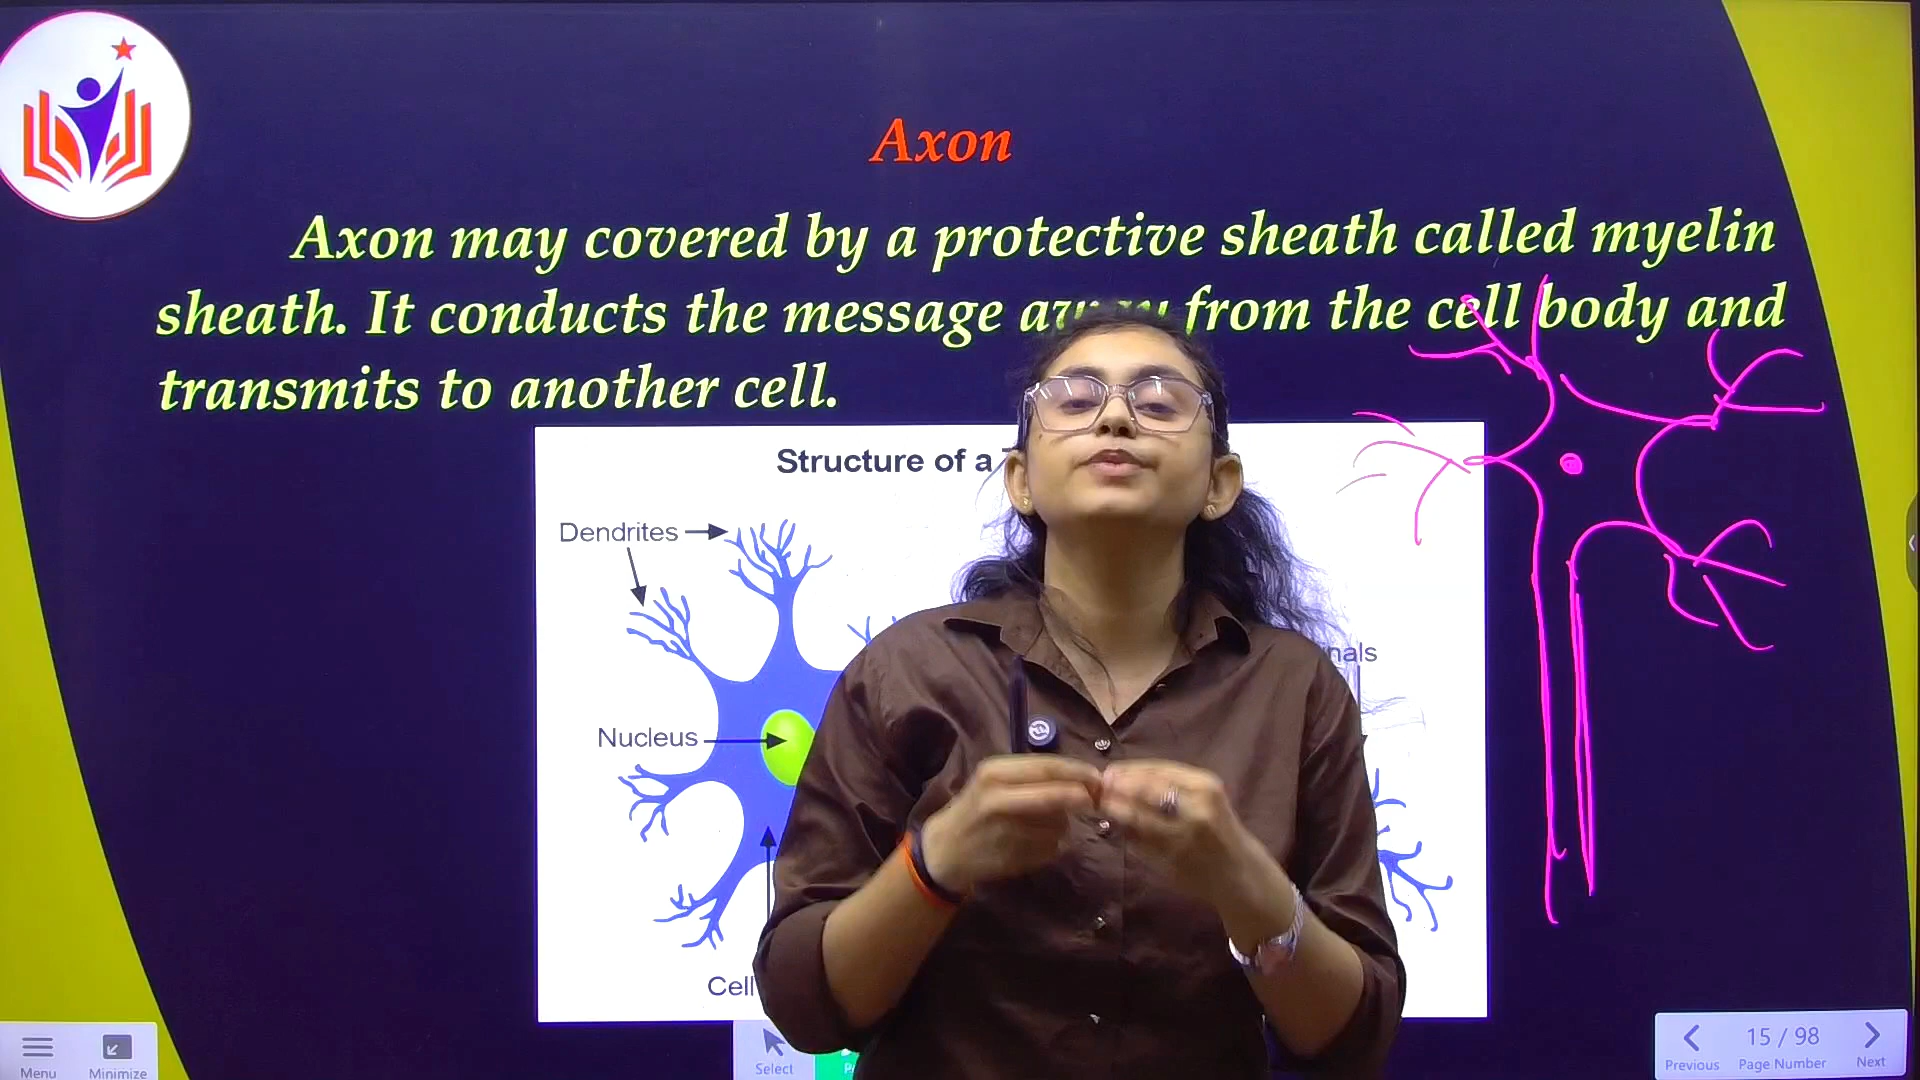 Axon
Axon may covered by a protective sheath called myelin
sheath. It conducts the message away from the cell body and
transmits to another cell.
Structure of a
Dendrites
Nucleus
Cell
Menu
Minimize
Select
15 / 98
Previous
Page Number
Next